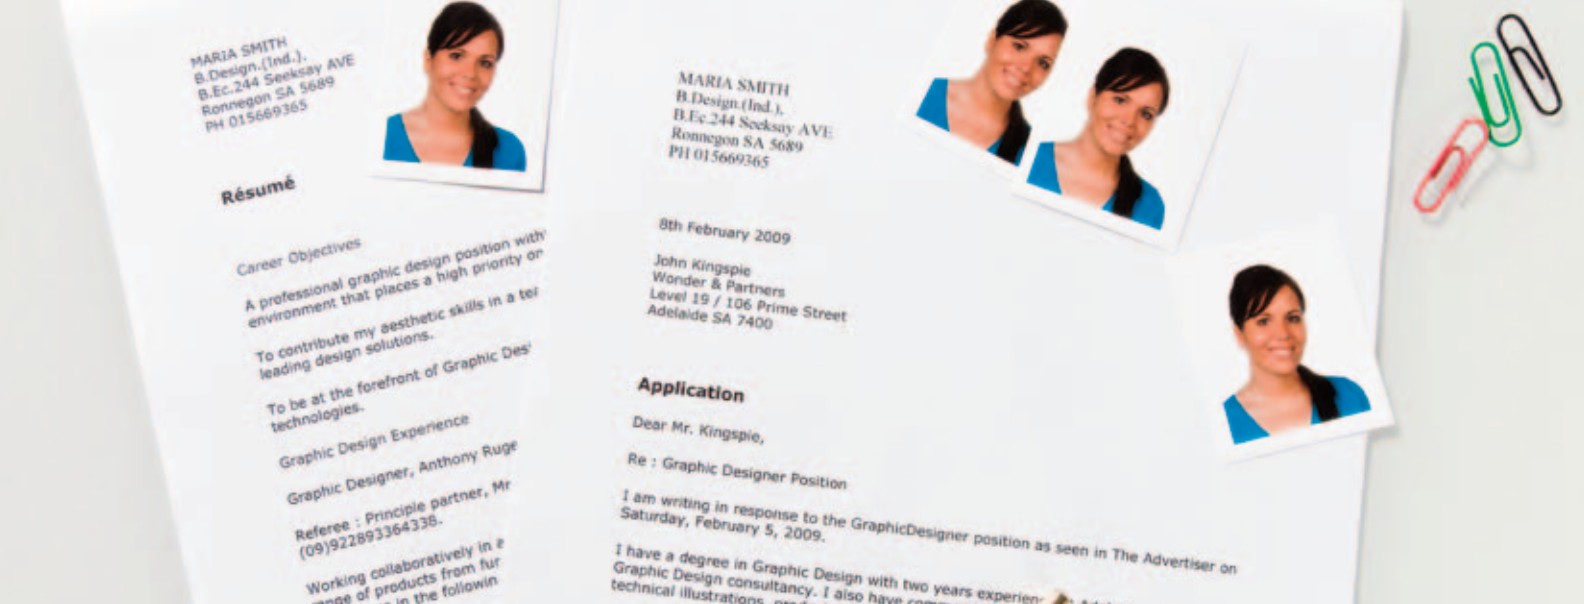 MARIA SMITH
B.Design.(Ind.),
B.Ec.244 Seeksay AVE
Ronnegon SA 5689
PH 015669365
Résumé
Career Objectives
A professional graphic design position with
environment that places a high priority on
To contribute my aesthetic skills in a
leading design solutions.
To be at the forefront of Graphic
technologies.
Graphic Design Experience
Graphic Designer, Anthony
Referee : Principle partner, Mr
(09)922893364338.
Working collaboratively in
of products from
in the
MARIA SMITH
B.Design.(Ind.),
B.Ec.244 Seeksay AVE
Ronnegon SA 5689
PH 015669365
8th February 2009
John Kingspie
Wonder & Partners
Level 19 / 106 Prime Street
Adelaide SA 7400
Application
Dear Mr. Kingspie,
Re : Graphic Designer Position
I am writing in response to the GraphicDesigner position as seen in The Advertiser on
Saturday, February 5, 2009.
I have a degree in Graphic Design with two years
Graphic Design consultancy. I also have
technical illustrations,